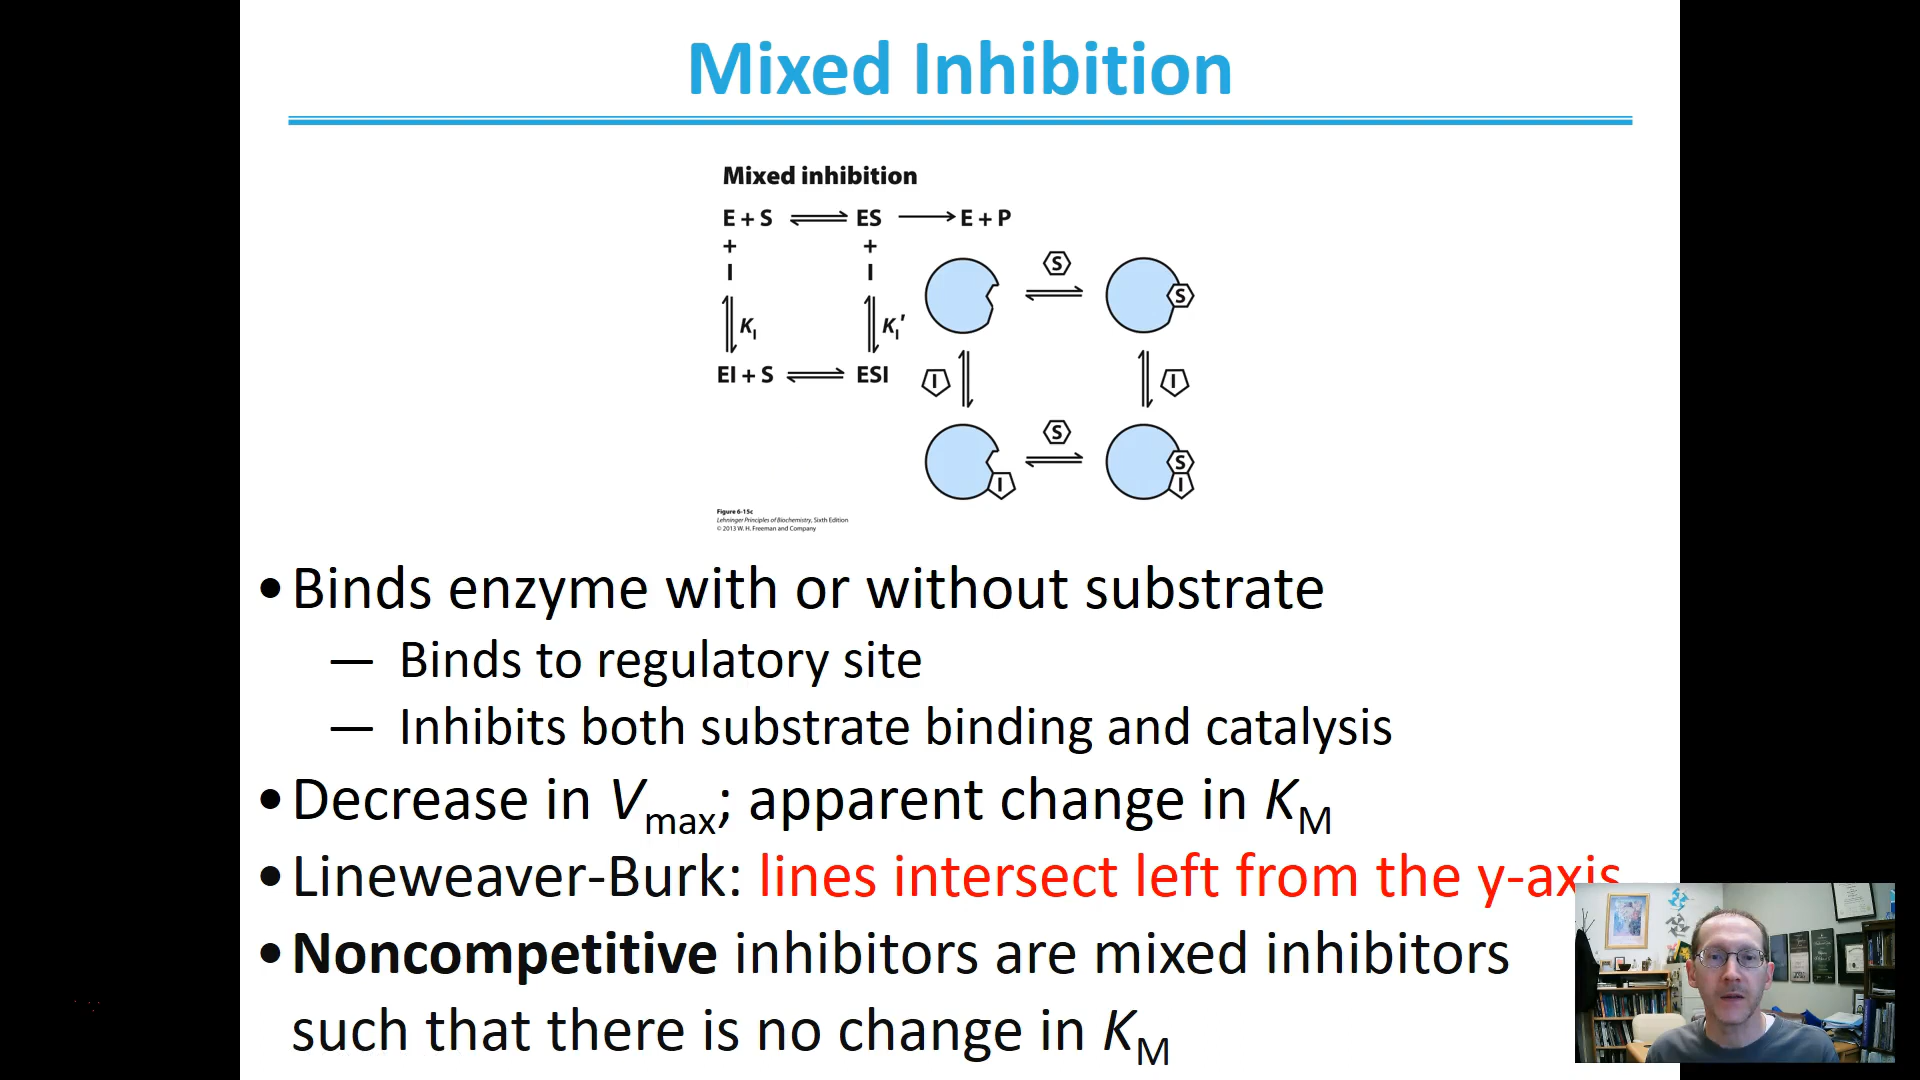 Mixed Inhibition
Mixed inhibition
E + S ⇌ ES → E + P
+ +
I I
K_I K_I′
EI + S ⇌ ESI
S
S
I I
S
I S
I
Figure 6-15c
Lehninger Principles of Biochemistry, Sixth Edition
© 2013 W. H. Freeman and Company
•Binds enzyme with or without substrate
— Binds to regulatory site
— Inhibits both substrate binding and catalysis
•Decrease in V_max; apparent change in K_M
•Lineweaver-Burk: lines intersect left from the y-axis
•Noncompetitive inhibitors are mixed inhibitors
such that there is no change in K_M